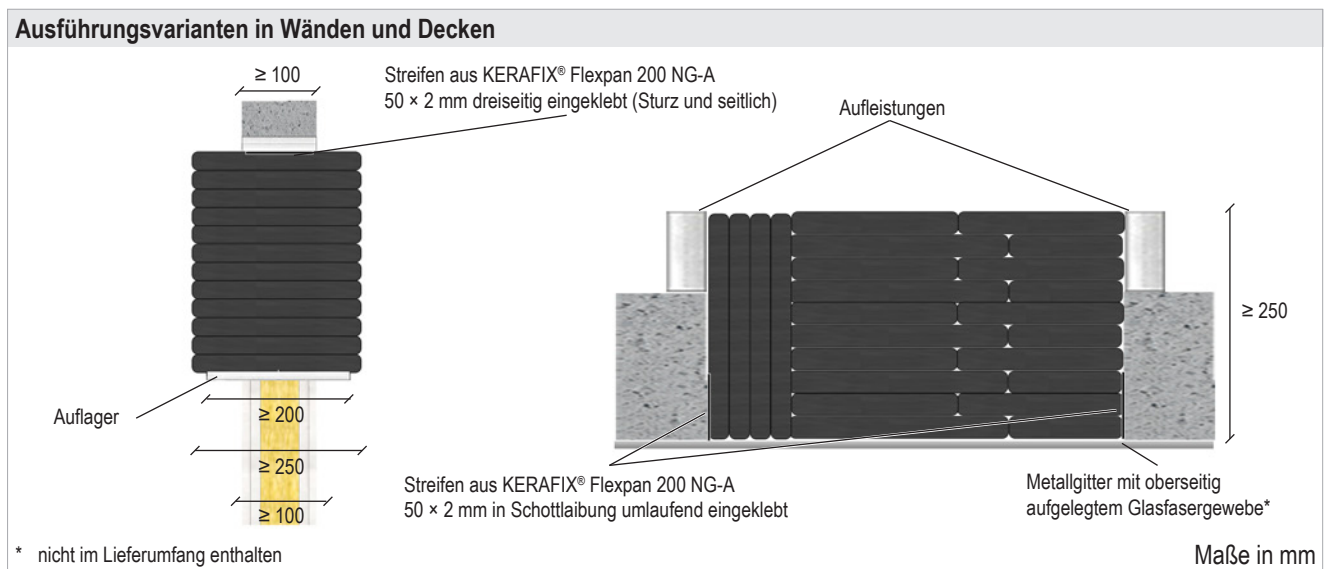 Ausführungsvarianten in Wänden und Decken
≥ 100
Streifen aus KERAFIX® Flexpan 200 NG-A
50 × 2 mm dreiseitig eingeklebt (Sturz und seitlich)
Aufleistungen
≥ 250
Auflager
≥ 200
≥ 250
≥ 100
Streifen aus KERAFIX® Flexpan 200 NG-A
50 × 2 mm in Schottlaibung umlaufend eingeklebt
Metallgitter mit oberseitig
aufgelegtem Glasfasergewebe*
* nicht im Lieferumfang enthalten
Maße in mm